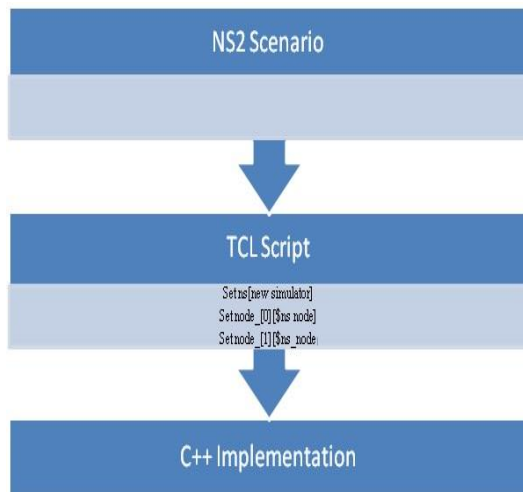 NS2 Scenario
TCL Script
Setns[new simulator]
Setnode_[0][$ns node]
Setnode_[1][$ns_node;
C++ Implementation